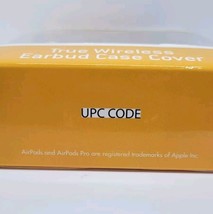 True Wireless
Earbud Case Cover
UPC CODE
AirPods and AirPods Pro are registered trademarks of Apple Inc